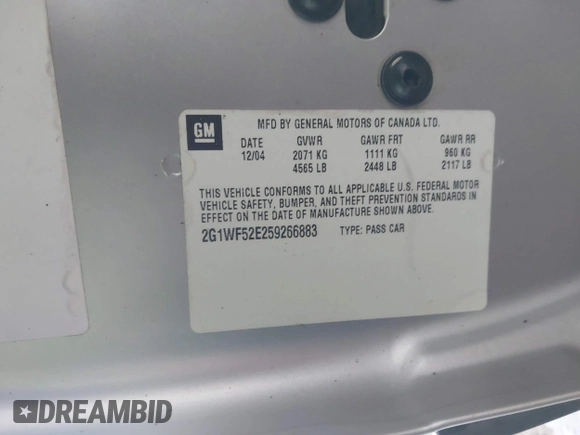 GM
MFD BY GENERAL MOTORS OF CANADA LTD.
DATE GVWR GAWR FRT GAWR RR
12/04 2071 KG 1111 KG 960 KG
4565 LB 2448 LB 2117 LB
THIS VEHICLE CONFORMS TO ALL APPLICABLE U.S. FEDERAL MOTOR
VEHICLE SAFETY, BUMPER, AND THEFT PREVENTION STANDARDS IN
EFFECT ON THE DATE OF MANUFACTURE SHOWN ABOVE.
2G1WF52E259266883 TYPE: PASS CAR
DREAMBID